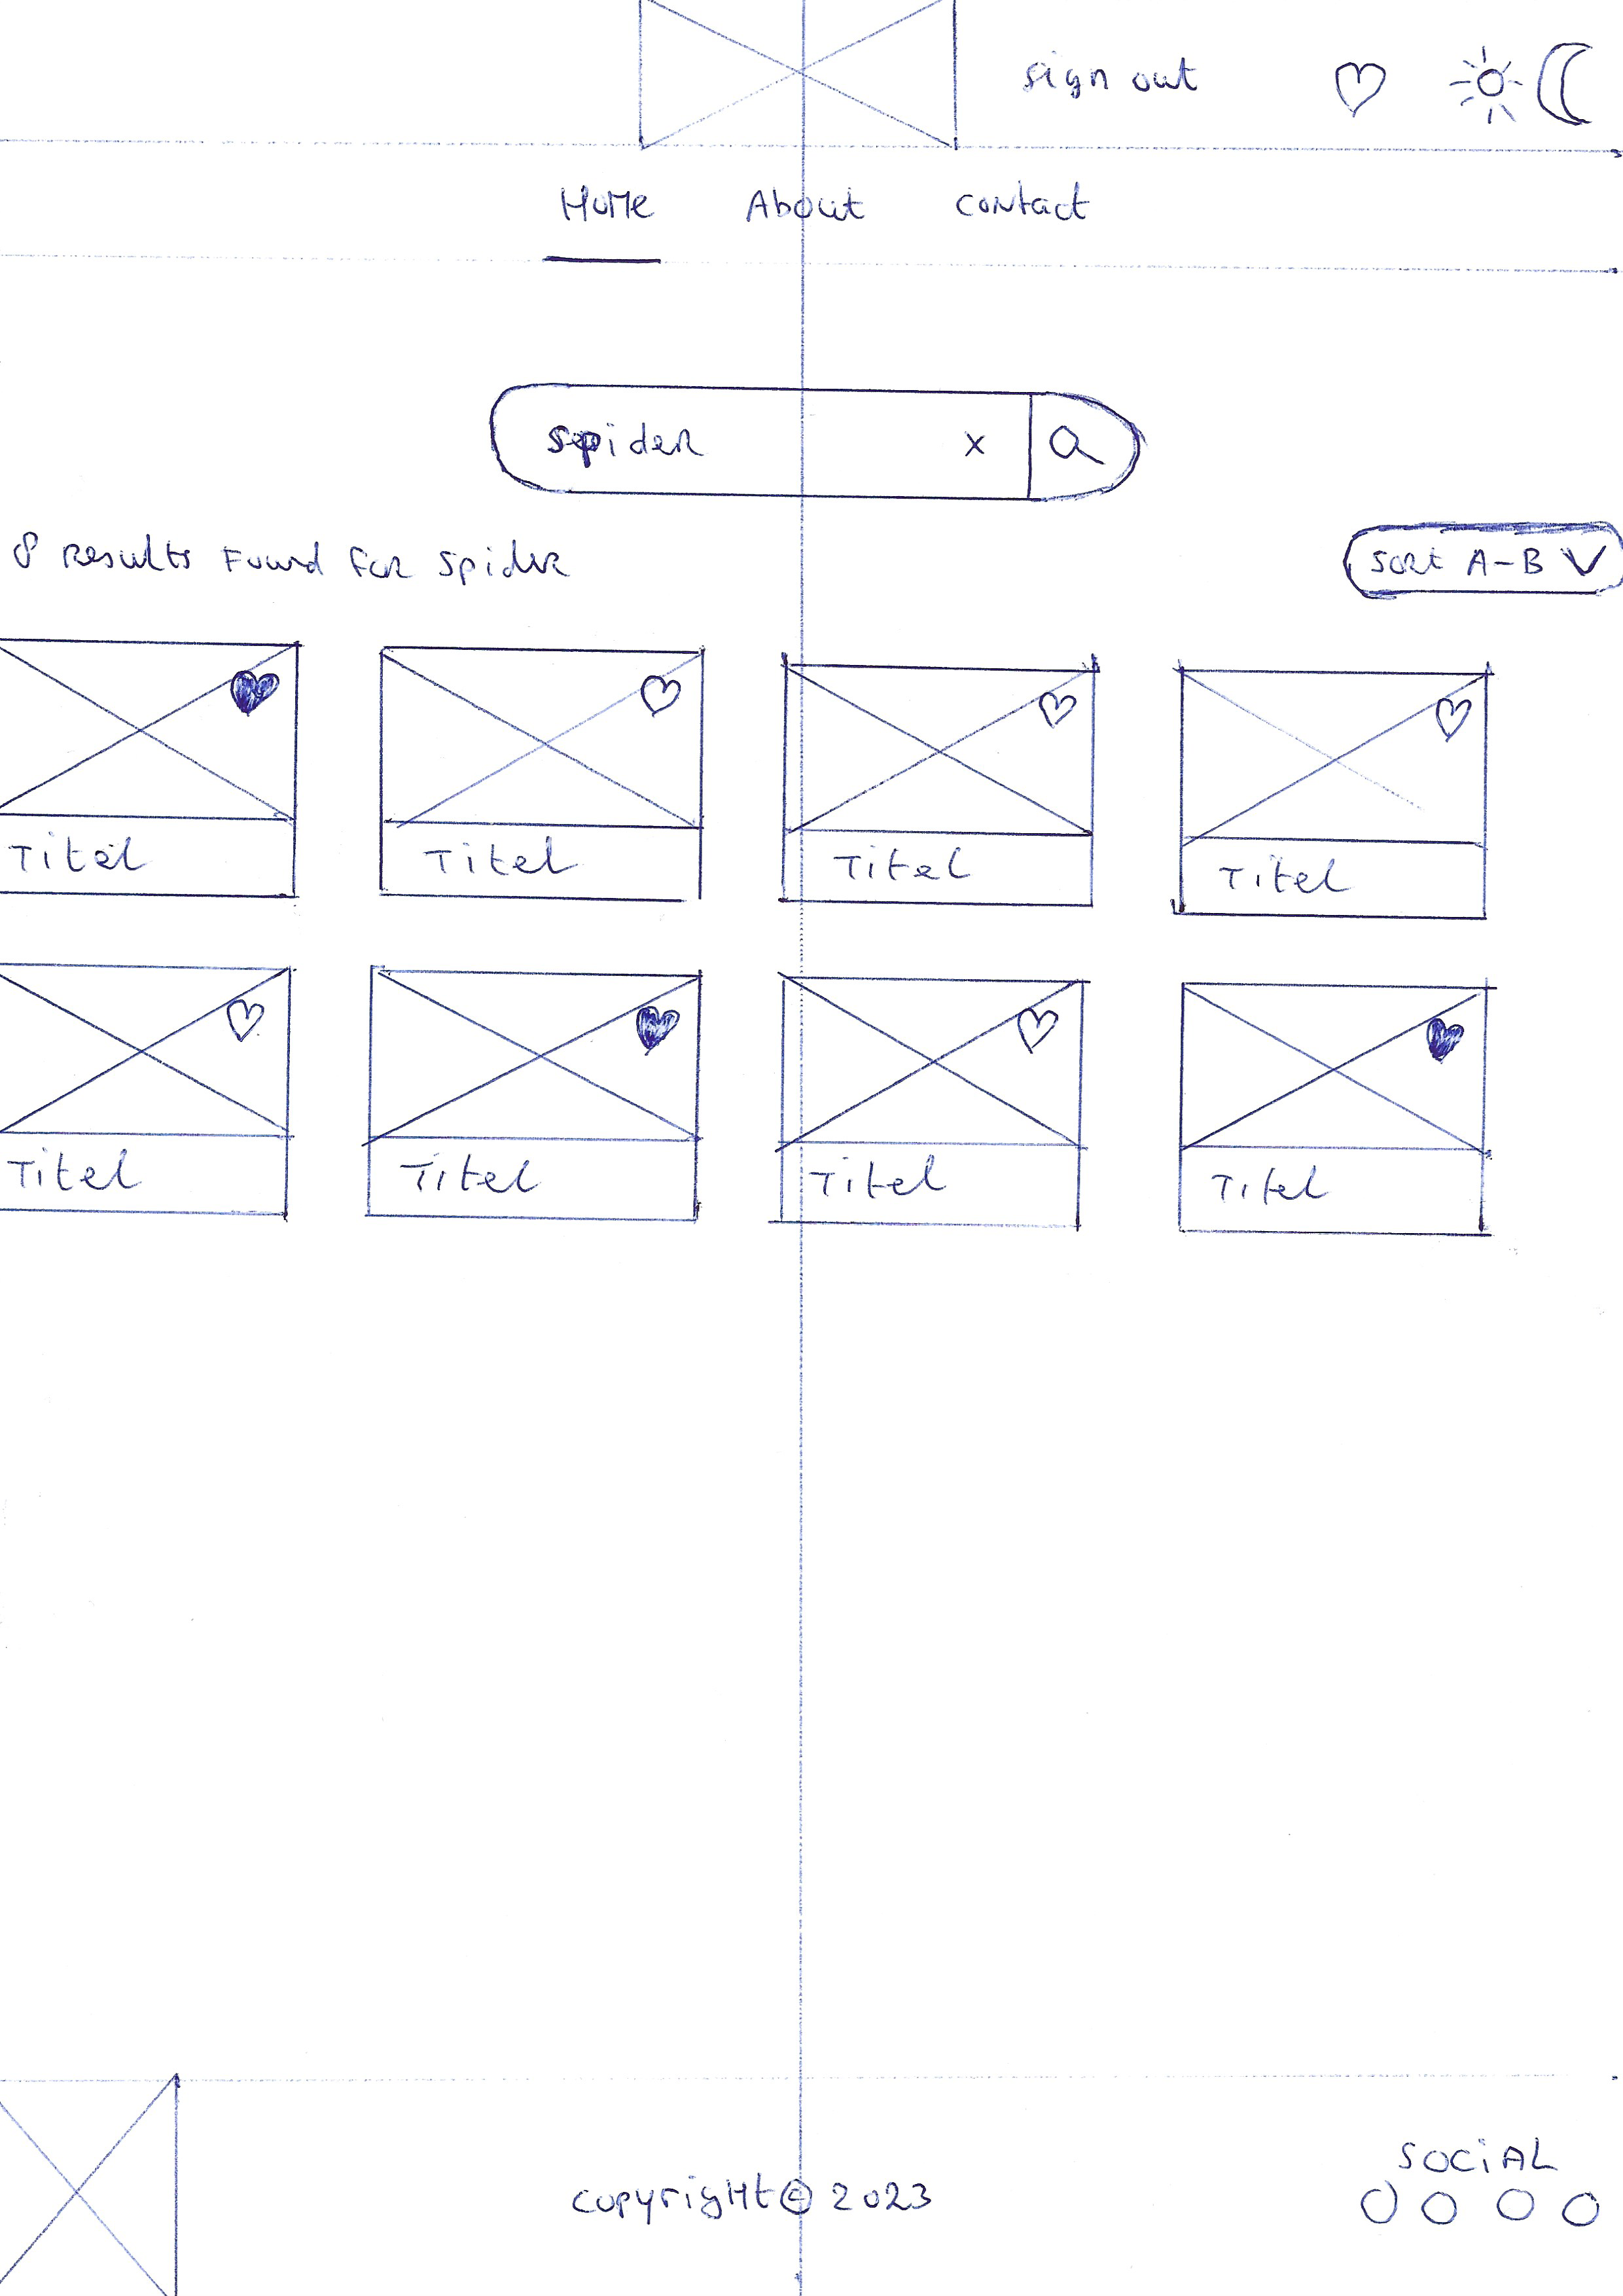 sign out
Home About contact
spider x
8 results found for spider
sort A-B
Titel Titel Titel Titel
Titel Titel Titel Titel
social
copyright © 2023